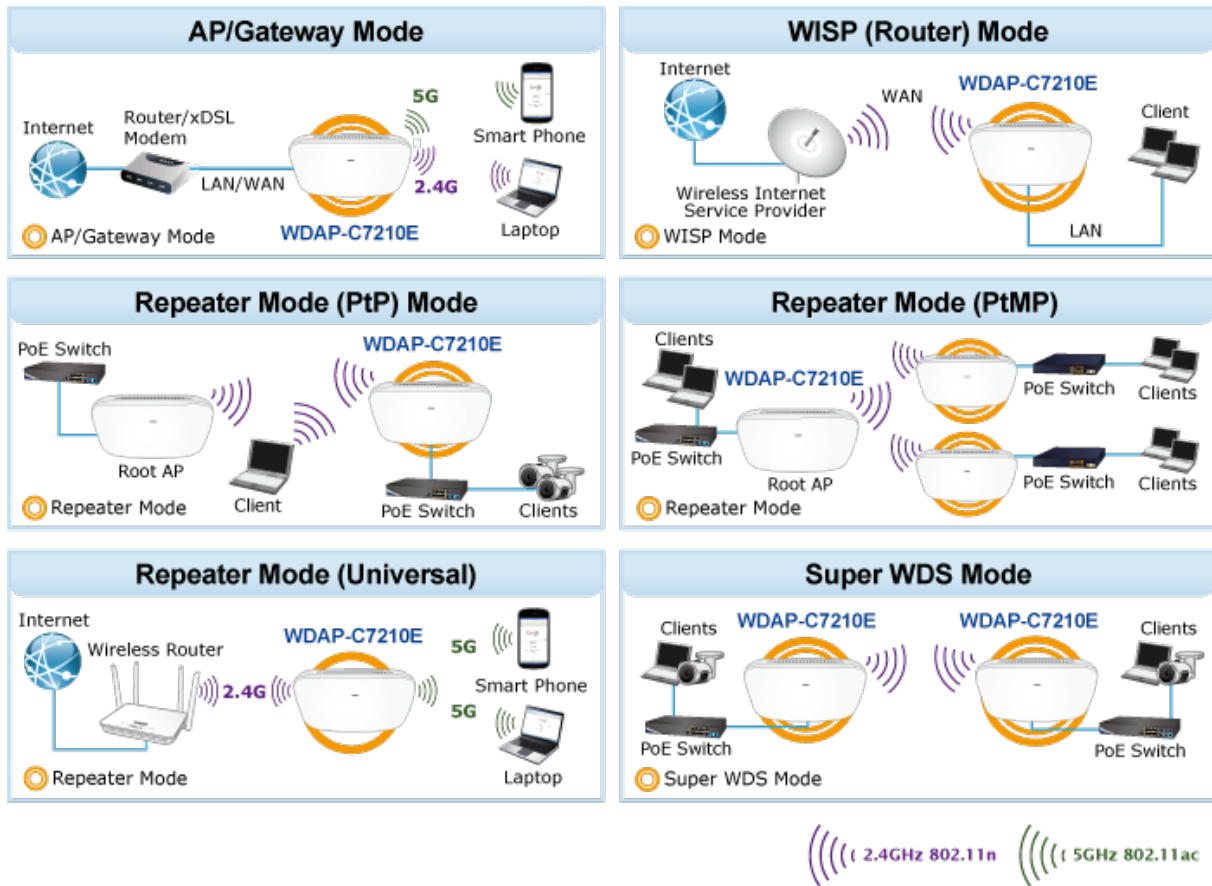 AP/Gateway Mode
Internet
Router/xDSL
Modem
LAN/WAN
5G
2.4G
Smart Phone
Laptop
WDAP-C7210E
AP/Gateway Mode
WISP (Router) Mode
Internet
WAN
WDAP-C7210E
Client
Wireless Internet
Service Provider
LAN
WISP Mode
Repeater Mode (PtP) Mode
PoE Switch
WDAP-C7210E
Root AP
Client
PoE Switch
Clients
Repeater Mode
Repeater Mode (PtMP)
Clients
WDAP-C7210E
PoE Switch
Clients
PoE Switch
Root AP
PoE Switch
Clients
Repeater Mode
Repeater Mode (Universal)
Internet
Wireless Router
WDAP-C7210E
2.4G
5G
Smart Phone
5G
Laptop
Repeater Mode
Super WDS Mode
Clients
WDAP-C7210E
WDAP-C7210E
Clients
PoE Switch
PoE Switch
Super WDS Mode
2.4GHz 802.11n
5GHz 802.11ac